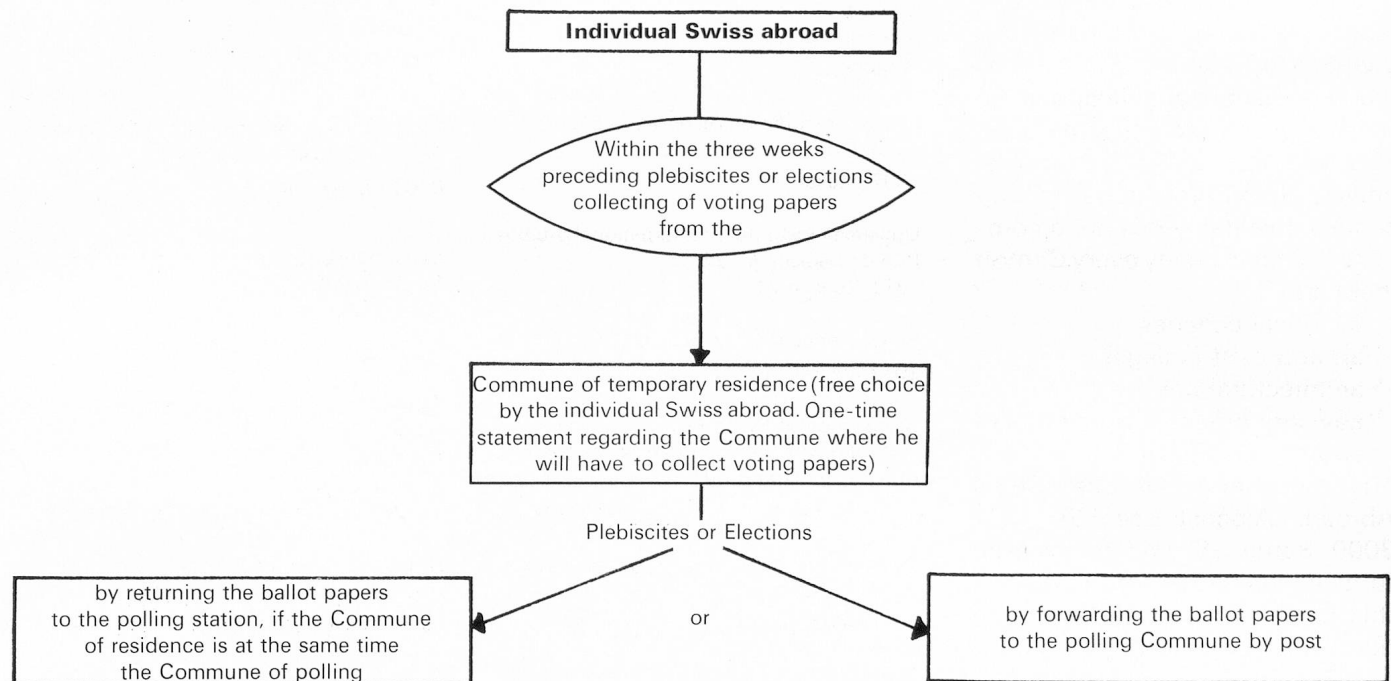 Individual Swiss abroad
Within the three weeks
preceding plebiscites or elections
collecting of voting papers
from the
Commune of temporary residence (free choice
by the individual Swiss abroad. One-time
statement regarding the Commune where he
will have to collect voting papers)
Plebiscites or Elections
by returning the ballot papers
to the polling station, if the Commune
of residence is at the same time
the Commune of polling
or
by forwarding the ballot papers
to the polling Commune by post